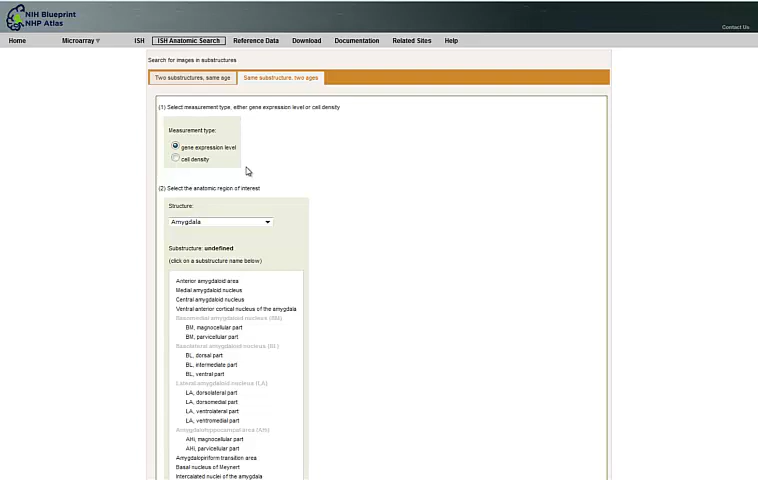 NIH Blueprint
NHP Atlas
Contact Us
Home Microarray ISH ISH Anatomic Search Reference Data Download Documentation Related Sites Help
Search for images in substructures
Two substructures, same age Same substructure, two ages
(1) Select measurement type, either gene expression level or cell density
Measurement type:
gene expression level
cell density
(2) Select the anatomic region of interest
Structure:
Amygdala
Substructure: undefined
(click on a substructure name below)
Anterior amygdaloid area
Medial amygdaloid nucleus
Central amygdaloid nucleus
Ventral anterior cortical nucleus of the amygdala
Basomedial amygdaloid nucleus (BM)
BM, magnocellular part
BM, parvicellular part
Basolateral amygdaloid nucleus (BL)
BL, dorsal part
BL, intermediate part
BL, ventral part
Lateral amygdaloid nucleus (LA)
LA, dorsolateral part
LA, dorsomedial part
LA, ventrolateral part
LA, ventromedial part
Amygdalohippocampal area (AHi)
AHi, magnocellular part
AHi, parvicellular part
Amygdalopiriform transition area
Basal nucleus of Meynert
Intercalated nuclei of the amygdala